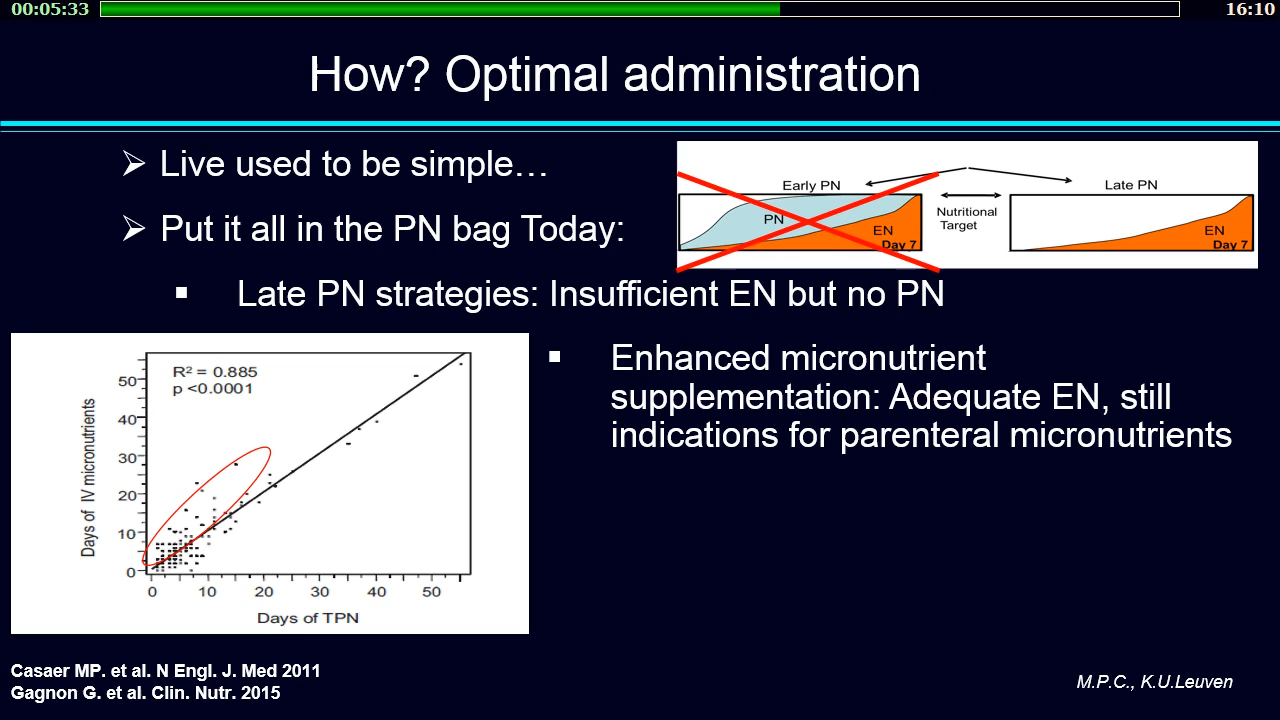 00:05:33
16:10
How? Optimal administration
Live used to be simple…
Put it all in the PN bag Today:
Early PN
Late PN
PN
EN
Day 7
Nutritional
Target
EN
Day 7
Late PN strategies: Insufficient EN but no PN
Enhanced micronutrient
supplementation: Adequate EN, still
indications for parenteral micronutrients
R² = 0.885
p <0.0001
Days of IV micronutrients
50
40
30
20
10
0
0 10 20 30 40 50
Days of TPN
Casaer MP. et al. N Engl. J. Med 2011
Gagnon G. et al. Clin. Nutr. 2015
M.P.C., K.U.Leuven